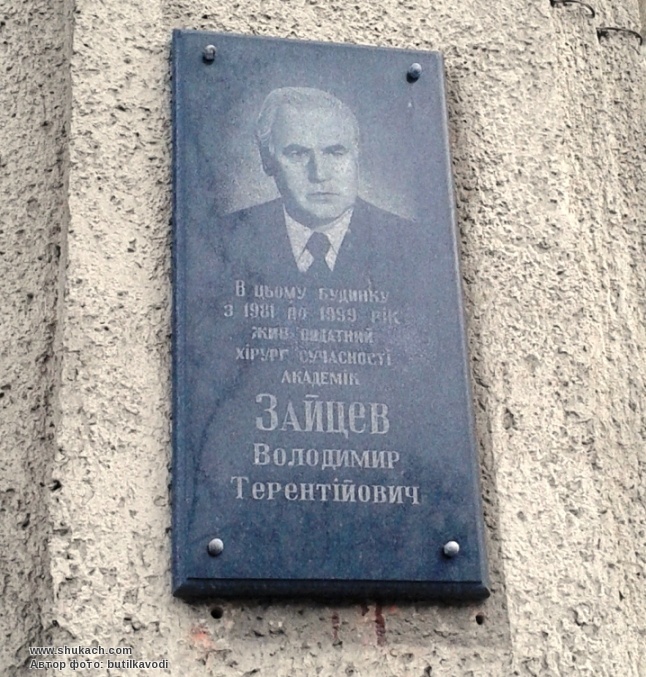 В цьому будинку
з 1981 по 1999 рік
жив видатний
хірург сучасності
академік
ЗАЙЦЕВ
Володимир
Терентійович
www.shukach.com
Автор фото: butilkavodi